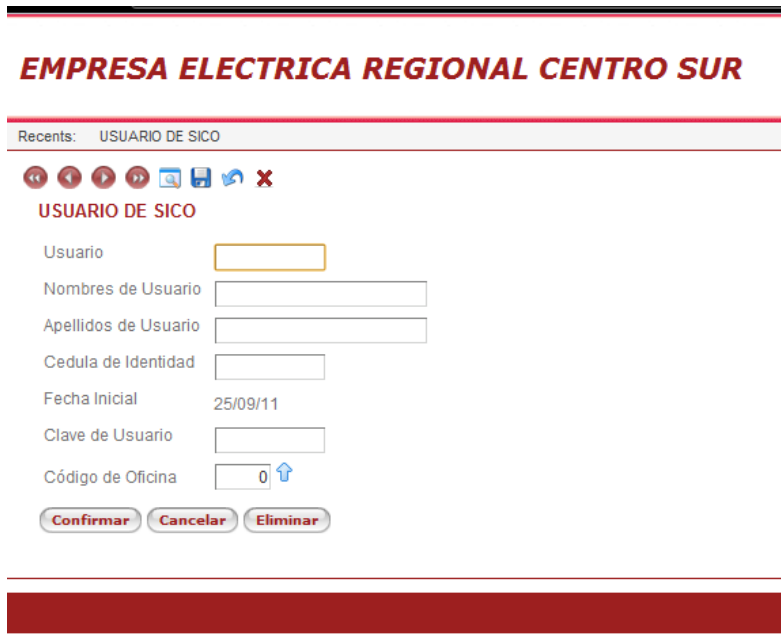 EMPRESA ELECTRICA REGIONAL CENTRO SUR
Recents: USUARIO DE SICO
USUARIO DE SICO
Usuario
Nombres de Usuario
Apellidos de Usuario
Cedula de Identidad
Fecha Inicial 25/09/11
Clave de Usuario
Código de Oficina 0
Confirmar Cancelar Eliminar